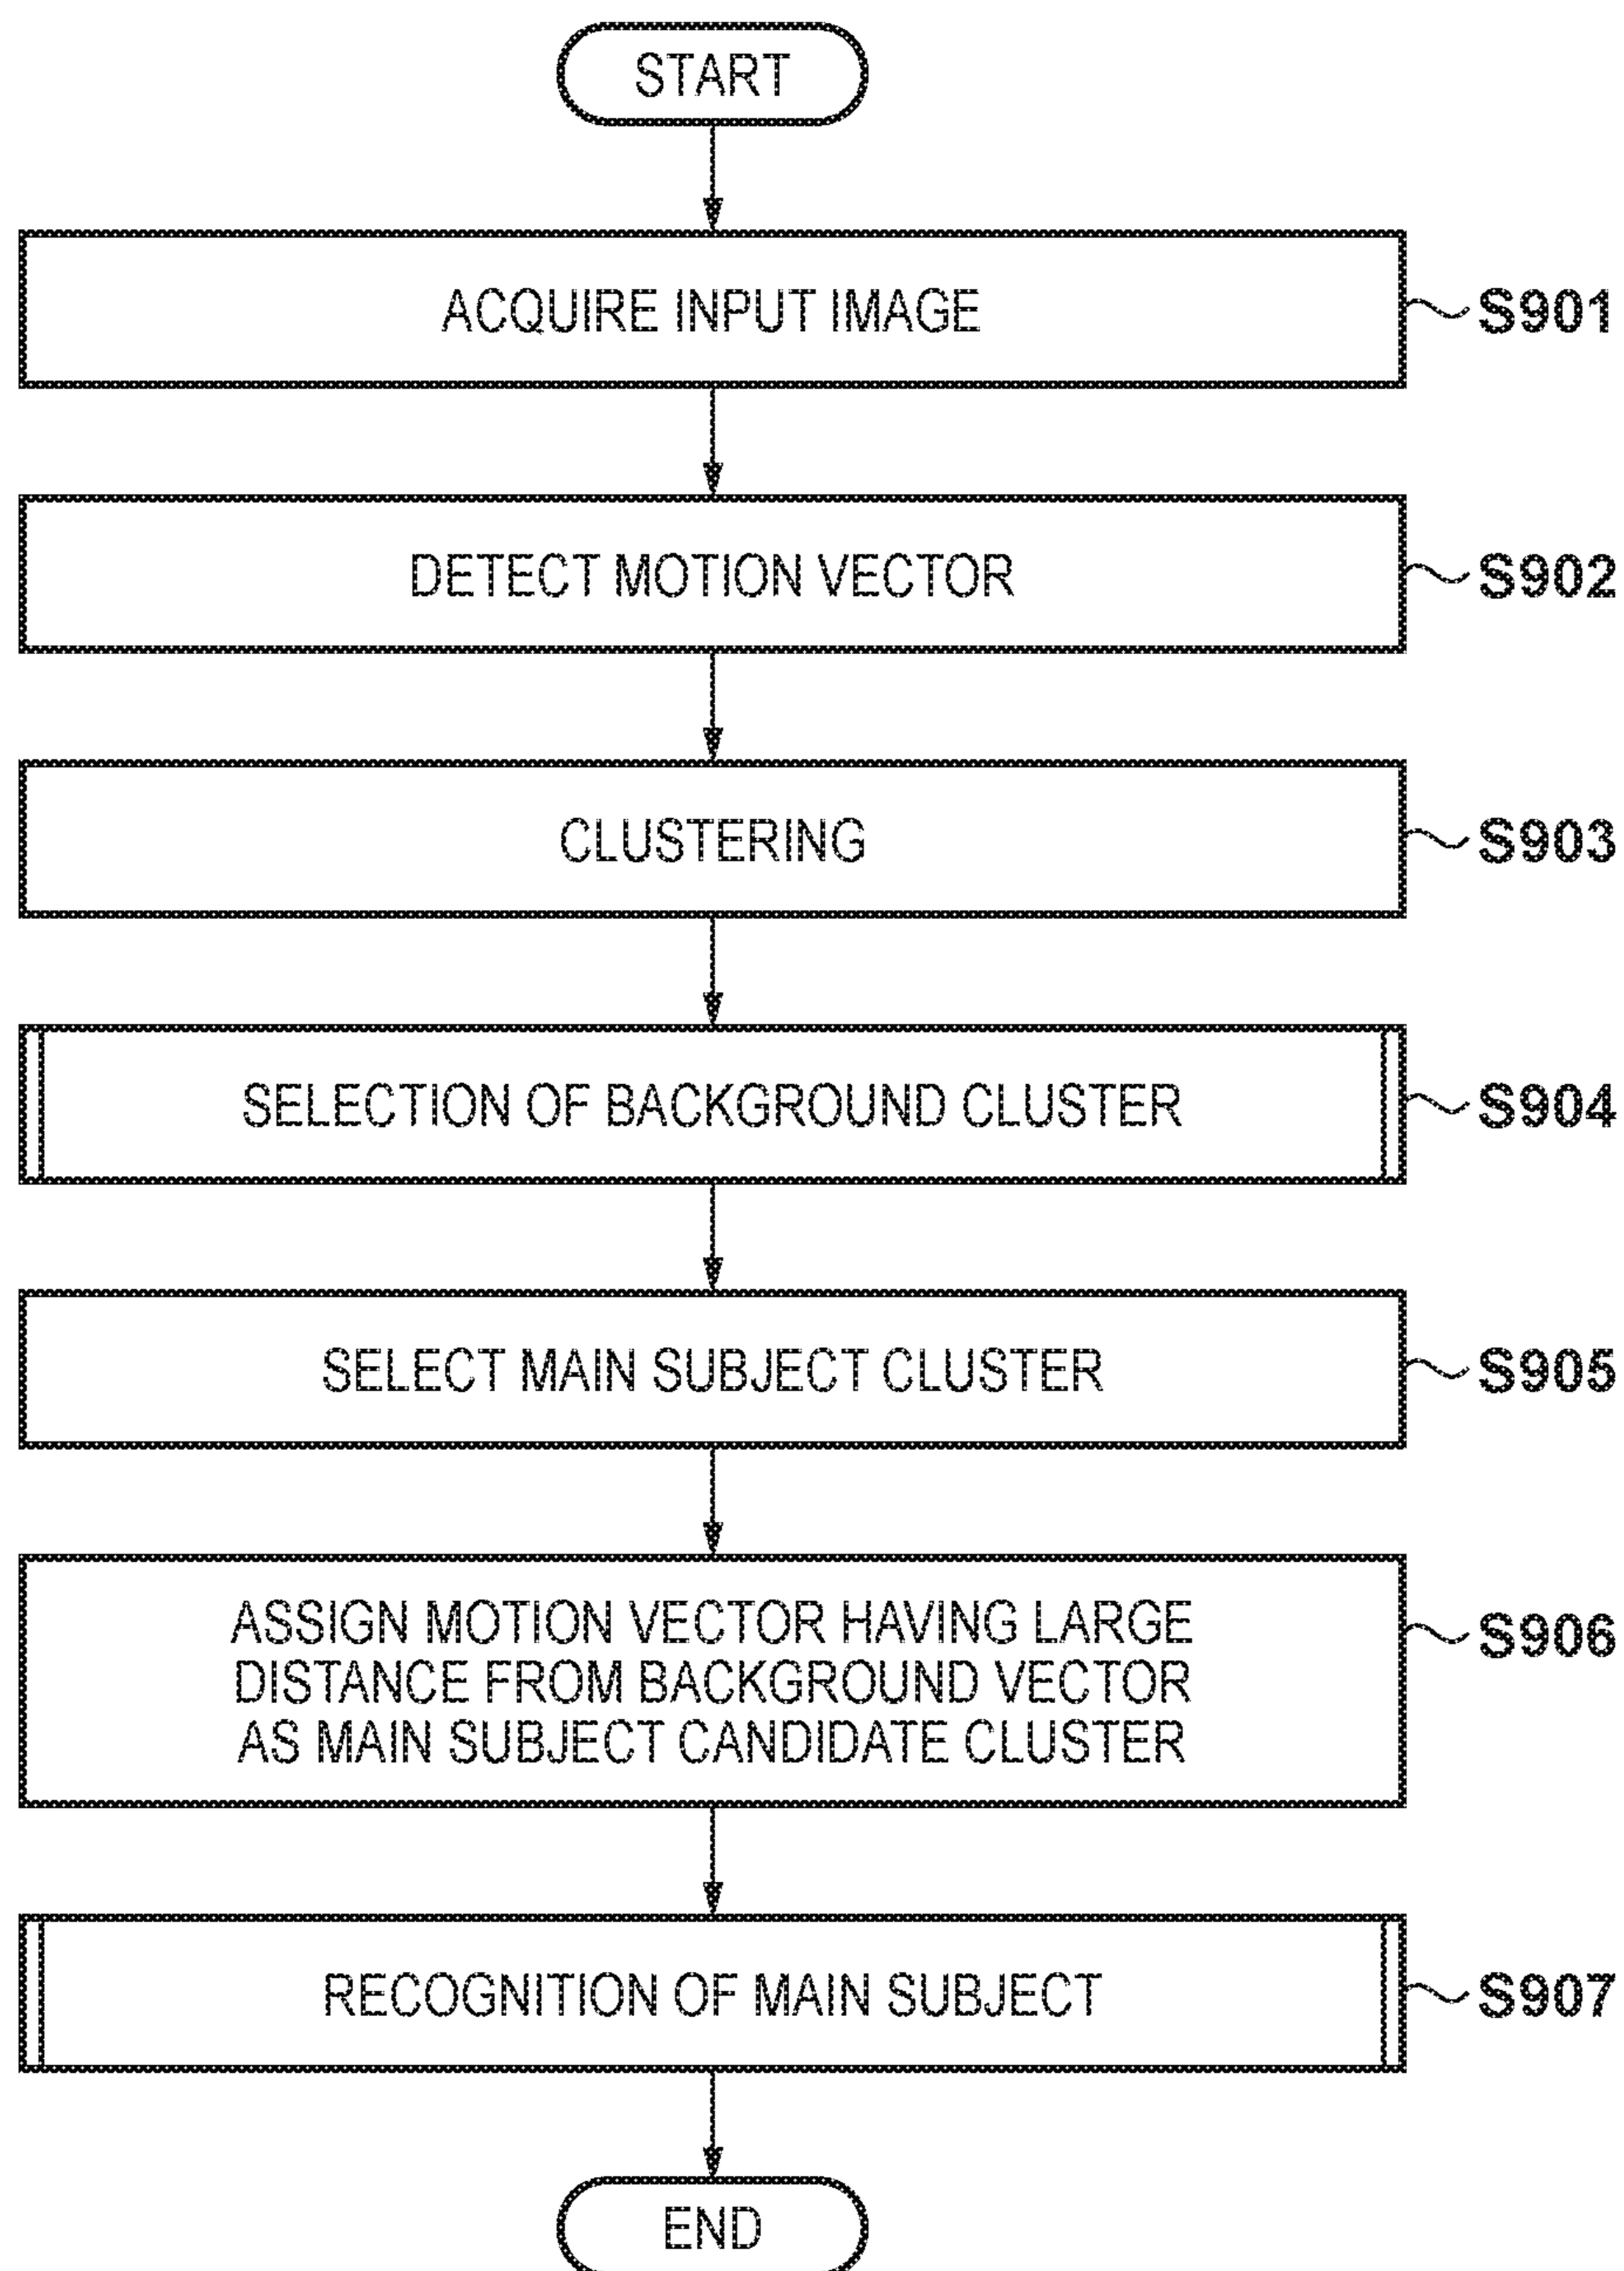 START
ACQUIRE INPUT IMAGE
S901
DETECT MOTION VECTOR
S902
CLUSTERING
S903
SELECTION OF BACKGROUND CLUSTER
S904
SELECT MAIN SUBJECT CLUSTER
S905
ASSIGN MOTION VECTOR HAVING LARGE
DISTANCE FROM BACKGROUND VECTOR
AS MAIN SUBJECT CANDIDATE CLUSTER
S906
RECOGNITION OF MAIN SUBJECT
S907
END